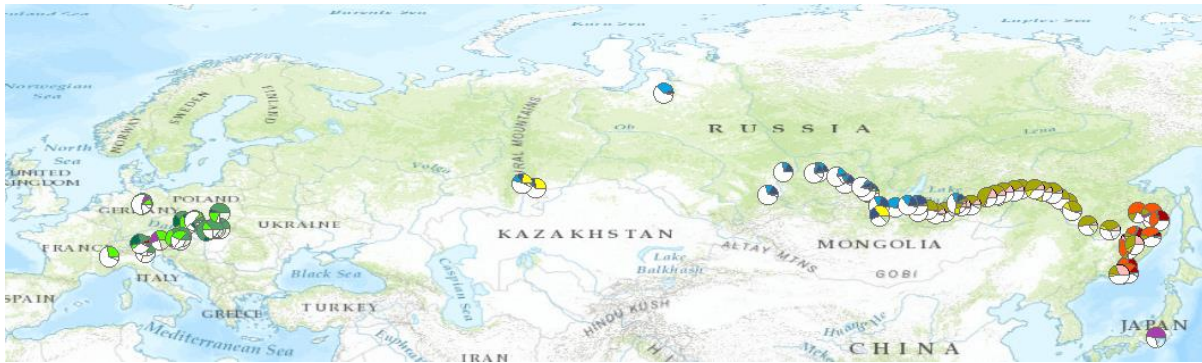 Norwegian
Sea
Barents Sea
Kara Sea
Laptev Sea
NORWAY
SWEDEN
FINLAND
URAL MOUNTAINS
Ob
RUSSIA
Lena
North
Sea
UNITED
KINGDOM
Volga
Lake
GERMANY
POLAND
UKRAINE
KAZAKHSTAN
ALTAY MTNS
MONGOLIA
FRANCE
ITALY
Black Sea
Caspian Sea
Lake
Balkhash
GOBI
SPAIN
GREECE
TURKEY
HINDU KUSH
JAPAN
Mediterranean Sea
IRAN
CHINA